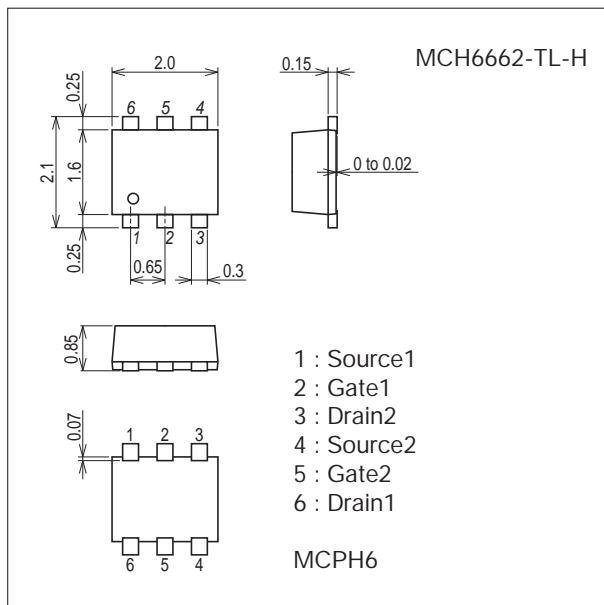 MCH6662-TL-H
2.0
0.15
0.25
6 5 4
2.1
1.6
0 to 0.02
0.25
1 2 3
0.65
0.3
0.85
1 : Source1
2 : Gate1
3 : Drain2
4 : Source2
5 : Gate2
6 : Drain1
0.07
1 2 3
6 5 4
MCPH6